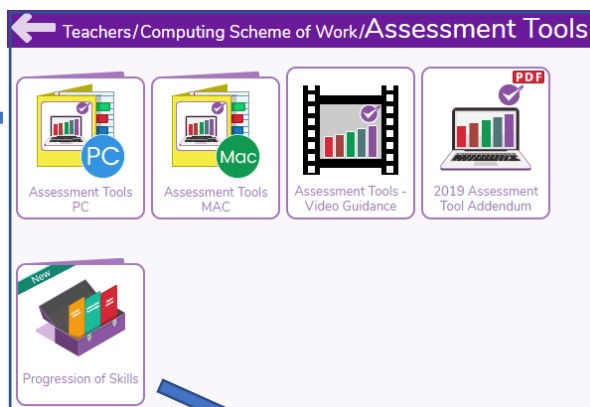 Teachers/Computing Scheme of Work/Assessment Tools
PDF
PC
Mac
Assessment Tools
PC
Assessment Tools
MAC
Assessment Tools -
Video Guidance
2019 Assessment
Tool Addendum
New
Progression of Skills